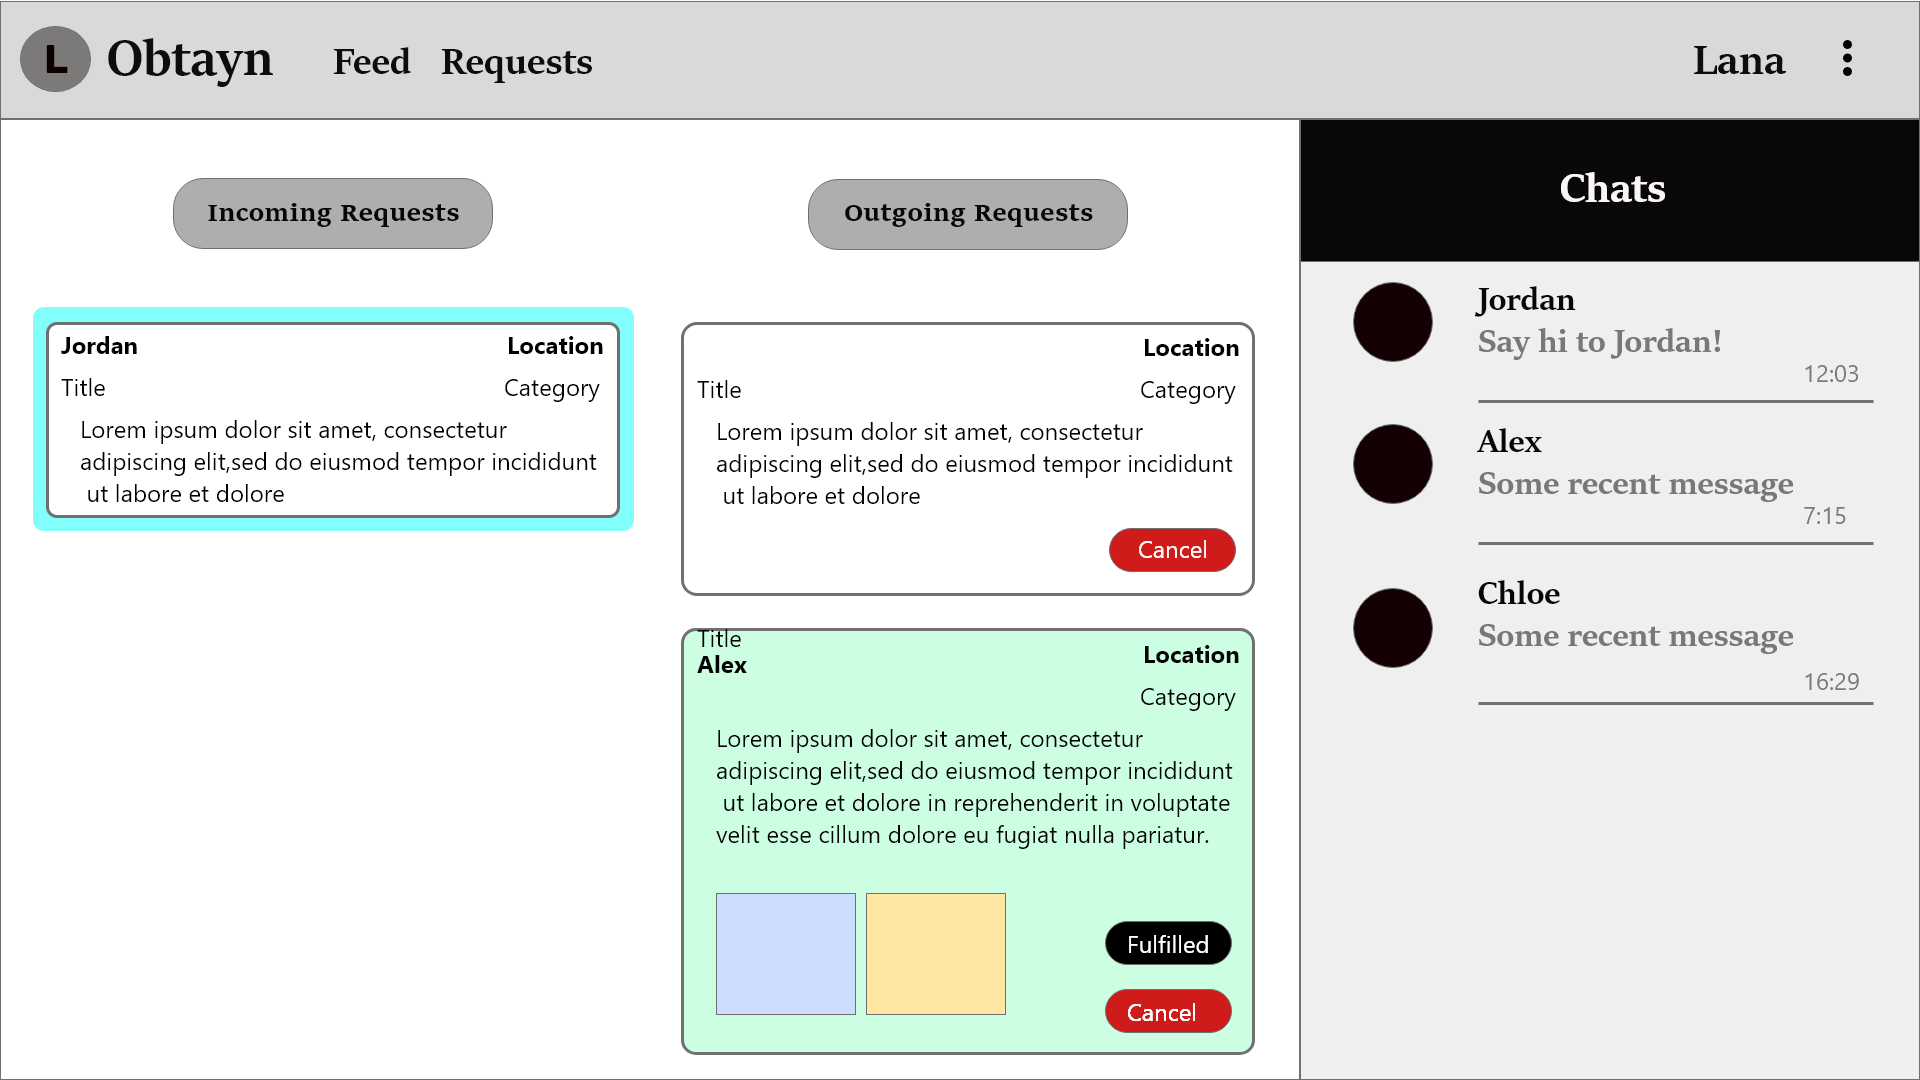 L Obtayn Feed Requests Lana
Incoming Requests
Jordan Location
Title Category
Lorem ipsum dolor sit amet, consectetur
adipiscing elit,sed do eiusmod tempor incididunt
ut labore et dolore
Outgoing Requests
Location
Title Category
Lorem ipsum dolor sit amet, consectetur
adipiscing elit,sed do eiusmod tempor incididunt
ut labore et dolore
Cancel
Title
Alex Location
Category
Lorem ipsum dolor sit amet, consectetur
adipiscing elit,sed do eiusmod tempor incididunt
ut labore et dolore in reprehenderit in voluptate
velit esse cillum dolore eu fugiat nulla pariatur.
Fulfilled
Cancel
Chats
Jordan
Say hi to Jordan!
12:03
Alex
Some recent message
7:15
Chloe
Some recent message
16:29